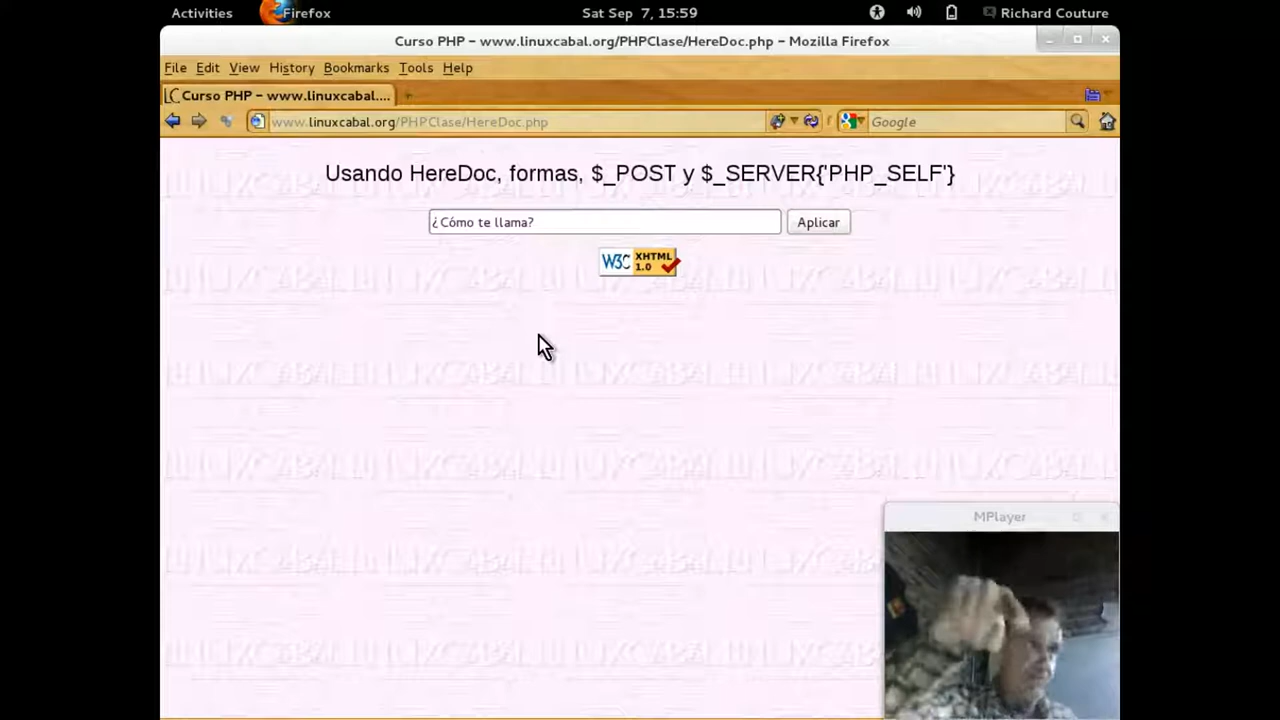 Activities Firefox Sat Sep 7, 15:59 Richard Couture
Curso PHP – www.linuxcabal.org/PHPClase/HereDoc.php – Mozilla Firefox
File Edit View History Bookmarks Tools Help
Curso PHP – www.linuxcabal.org....
www.linuxcabal.org/PHPClase/HereDoc.php Google
Usando HereDoc, formas, $_POST y $_SERVER{'PHP_SELF'}
¿Cómo te llama? Aplicar
W3C XHTML
1.0
MPlayer